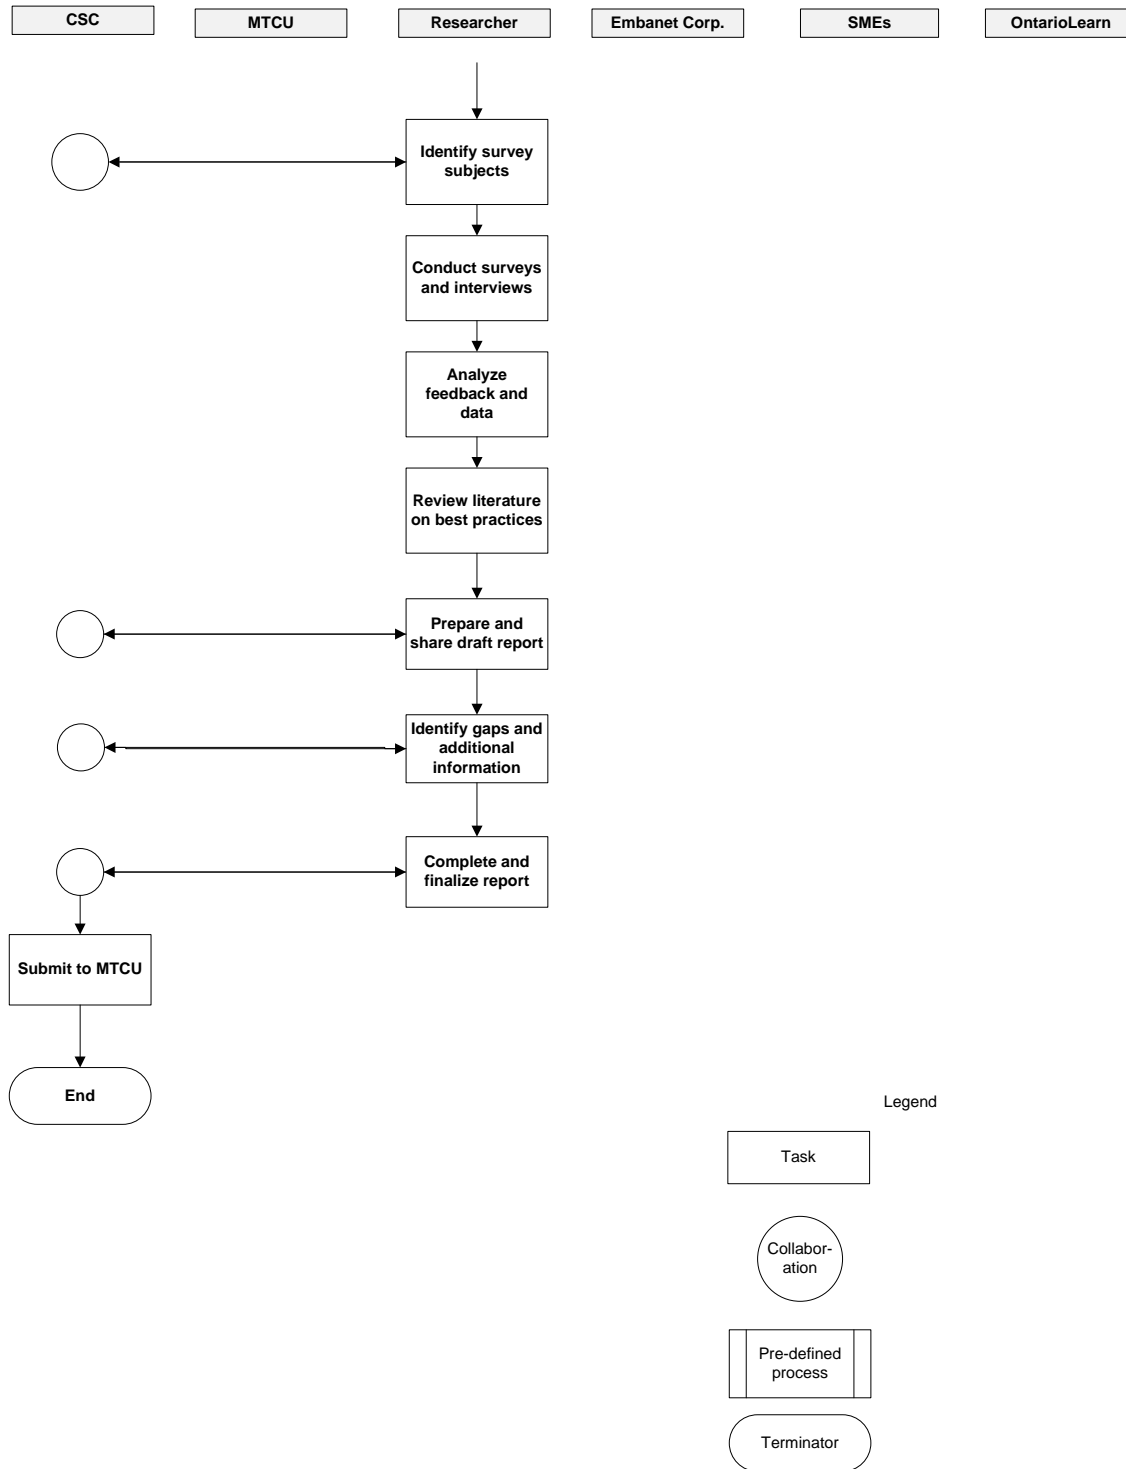 CSC
MTCU
Researcher
Embanet Corp.
SMEs
OntarioLearn
Identify survey
subjects
Conduct surveys
and interviews
Analyze
feedback and
data
Review literature
on best practices
Prepare and
share draft report
Identify gaps and
additional
information
Complete and
finalize report
Submit to MTCU
End
Legend
Task
Collabor-
ation
Pre-defined
process
Terminator